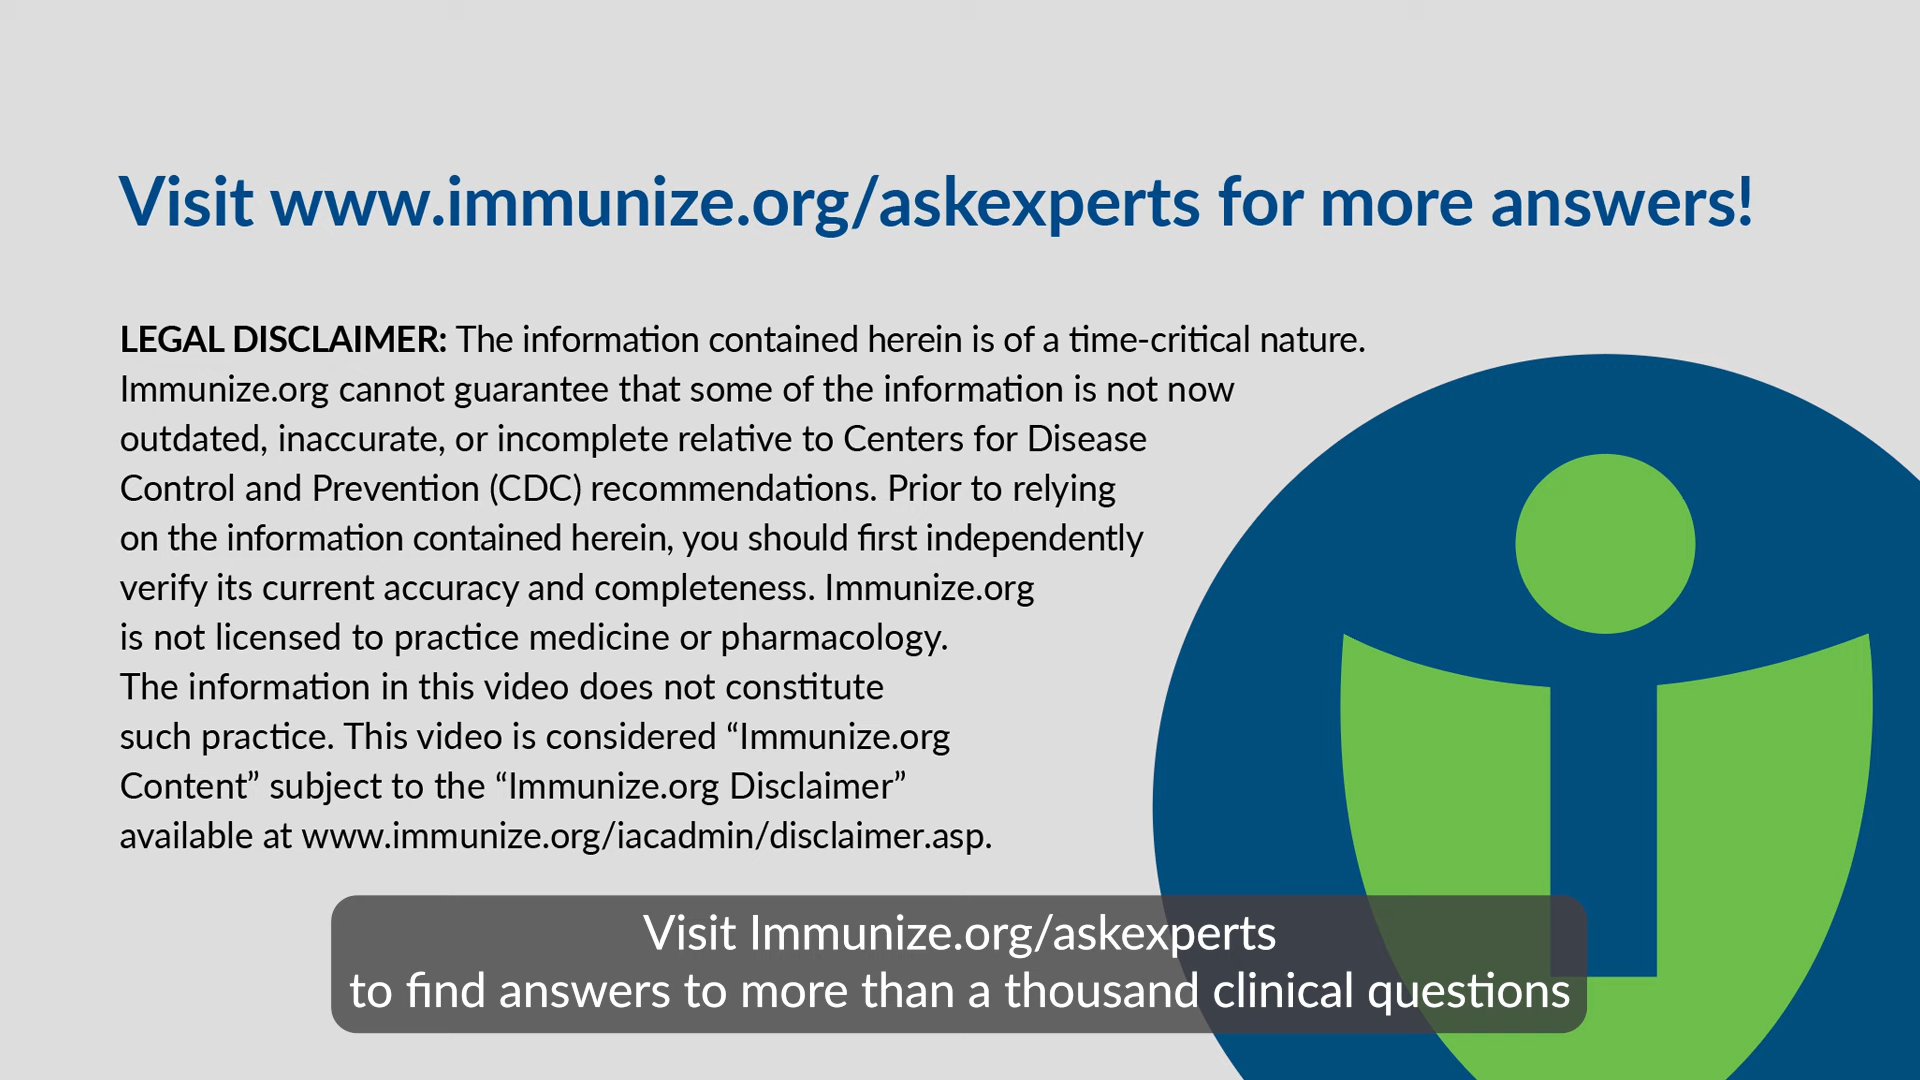 Visit www.immunize.org/askexperts for more answers!
LEGAL DISCLAIMER: The information contained herein is of a time-critical nature.
Immunize.org cannot guarantee that some of the information is not now
outdated, inaccurate, or incomplete relative to Centers for Disease
Control and Prevention (CDC) recommendations. Prior to relying
on the information contained herein, you should first independently
verify its current accuracy and completeness. Immunize.org
is not licensed to practice medicine or pharmacology.
The information in this video does not constitute
such practice. This video is considered “Immunize.org
Content” subject to the “Immunize.org Disclaimer”
available at www.immunize.org/iacadmin/disclaimer.asp.
Visit Immunize.org/askexperts
to find answers to more than a thousand clinical questions